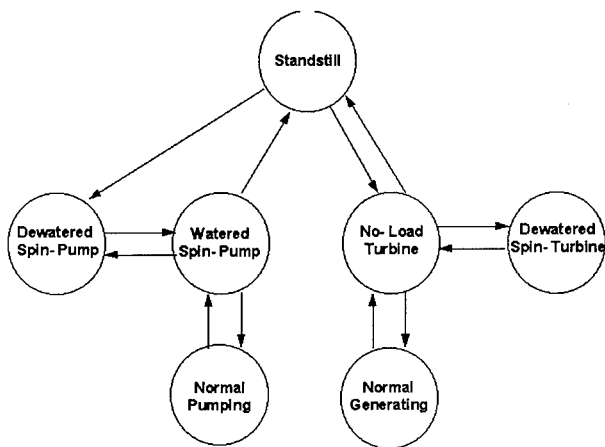 Standstill
Dewatered
Spin-Pump
Watered
Spin-Pump
No-Load
Turbine
Dewatered
Spin-Turbine
Normal
Pumping
Normal
Generating